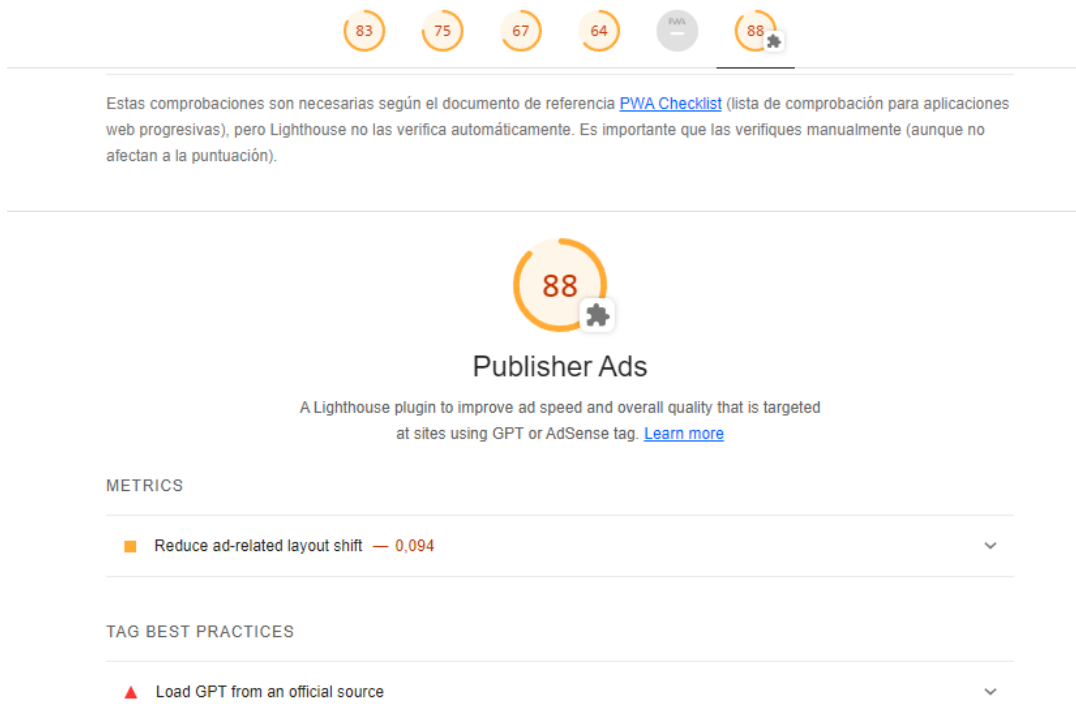 83 75 67 64 PWA 88
Estas comprobaciones son necesarias según el documento de referencia PWA Checklist (lista de comprobación para aplicaciones
web progresivas), pero Lighthouse no las verifica automáticamente. Es importante que las verifiques manualmente (aunque no
afectan a la puntuación).
88
Publisher Ads
A Lighthouse plugin to improve ad speed and overall quality that is targeted
at sites using GPT or AdSense tag. Learn more
METRICS
Reduce ad-related layout shift — 0,094
TAG BEST PRACTICES
Load GPT from an official source